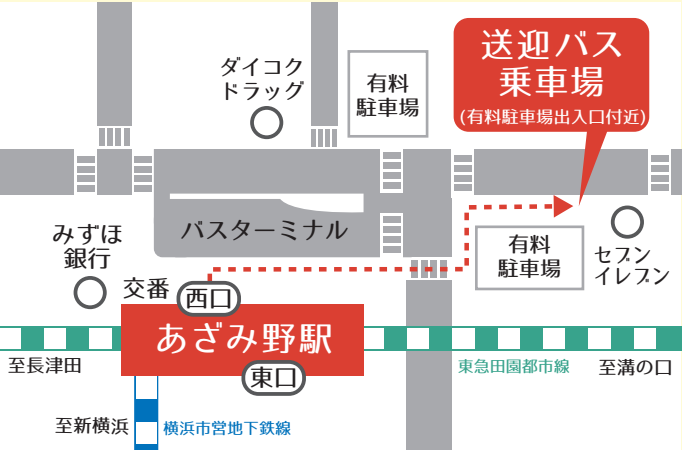 送迎バス
乗車場
(有料駐車場出入口付近)
ダイコク
ドラッグ
有料
駐車場
バスターミナル
みずほ
銀行
有料
駐車場
セブン
イレブン
交番
西口
あざみ野駅
東口
至長津田
東急田園都市線
至溝の口
至新横浜
横浜市営地下鉄線